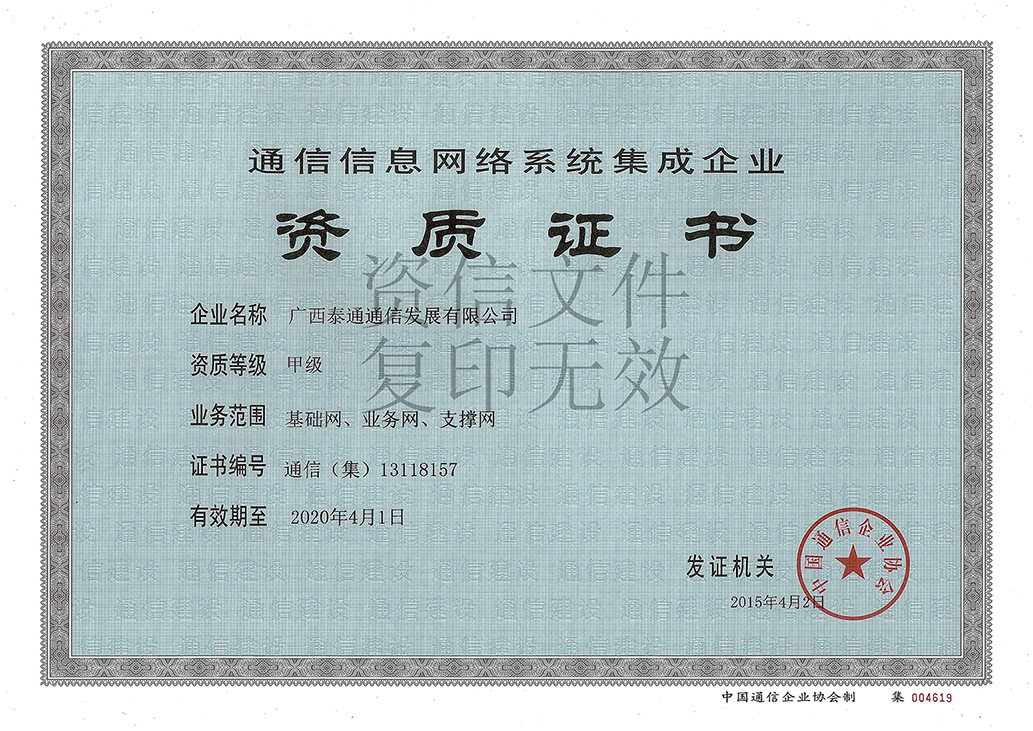 通信信息网络系统集成企业
资质证书
资信文件
复印无效
企业名称 广西泰通通信发展有限公司
资质等级 甲级
业务范围 基础网、业务网、支撑网
证书编号 通信（集）13118157
有效期至 2020年4月1日
发证机关
中国通信企业协会
2015年4月2日
中国通信企业协会制 集 004619